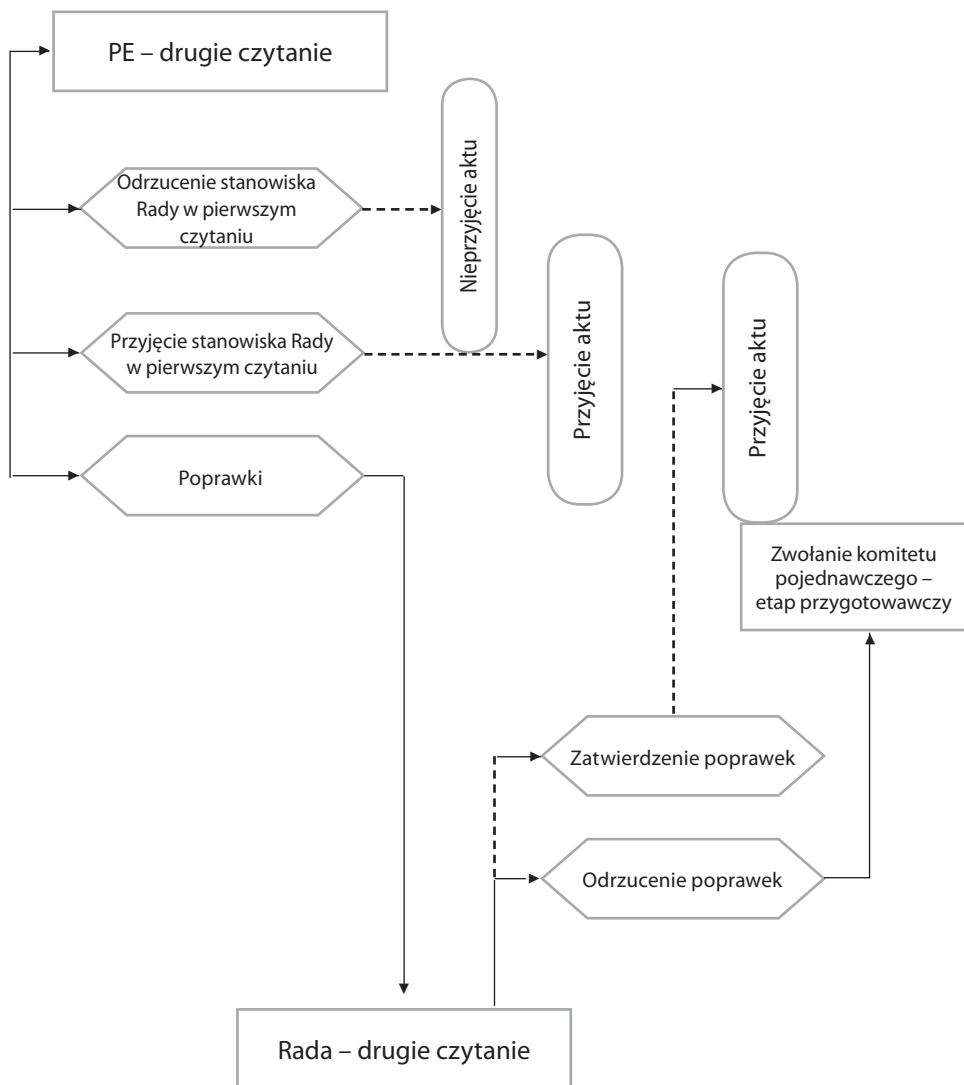 PE – drugie czytanie
Odrzucenie stanowiska
Rady w pierwszym
czytaniu
Nieprzyjęcie aktu
Przyjęcie stanowiska Rady
w pierwszym czytaniu
Przyjęcie aktu
Przyjęcie aktu
Poprawki
Zwołanie komitetu
pojednawczego –
etap przygotowawczy
Zatwierdzenie poprawek
Odrzucenie poprawek
Rada – drugie czytanie